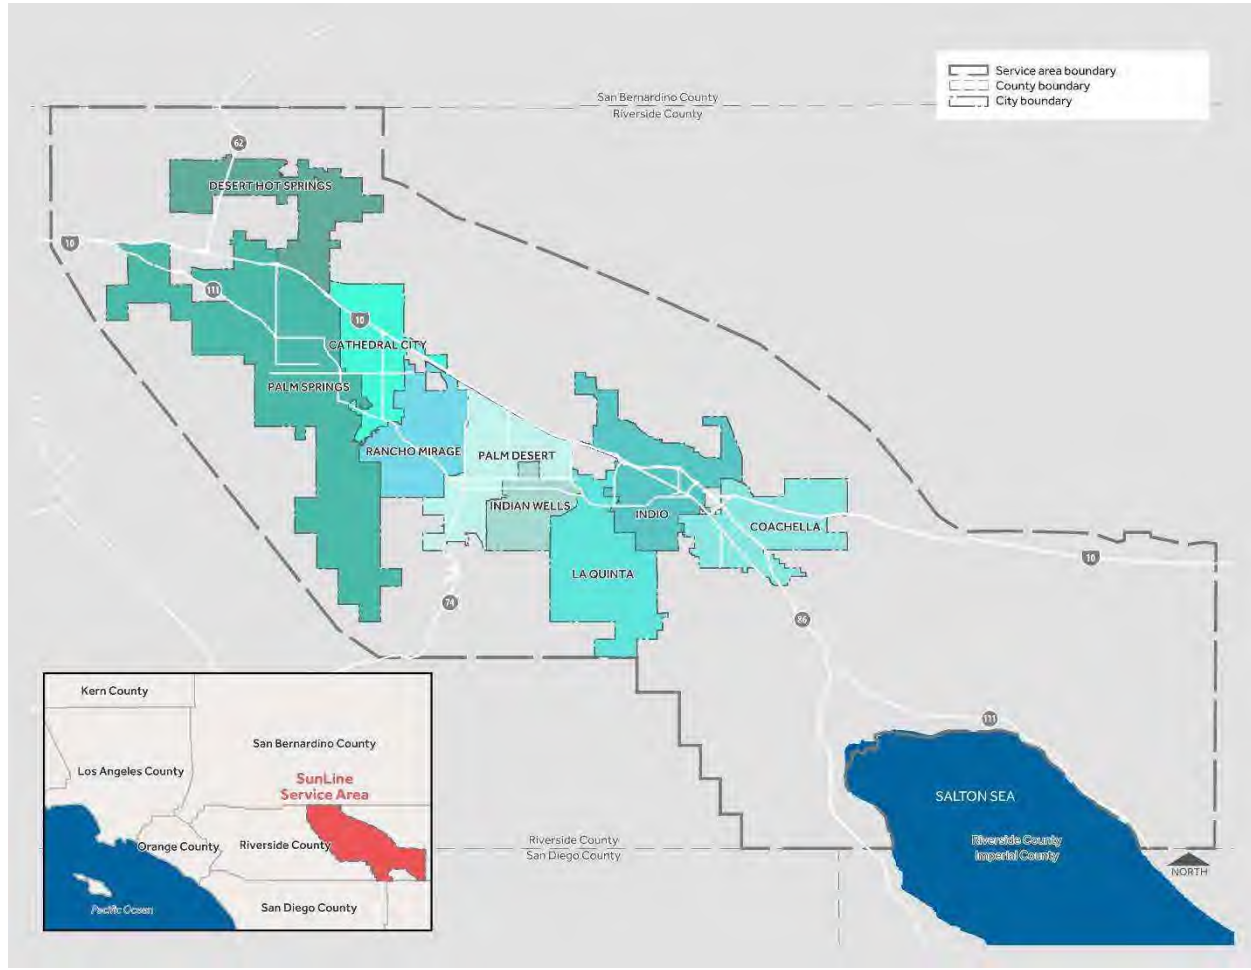 Service area boundary
County boundary
City boundary
San Bernardino County
Riverside County
62
DESERT HOT SPRINGS
10
111
10
CATHEDRAL CITY
PALM SPRINGS
RANCHO MIRAGE
PALM DESERT
INDIAN WELLS
INDIO
COACHELLA
10
LA QUINTA
74
86
111
SALTON SEA
Riverside County
Imperial County
Riverside County
San Diego County
NORTH
Kern County
San Bernardino County
Los Angeles County
SunLine
Service Area
Orange County
Riverside County
San Diego County
Pacific Ocean